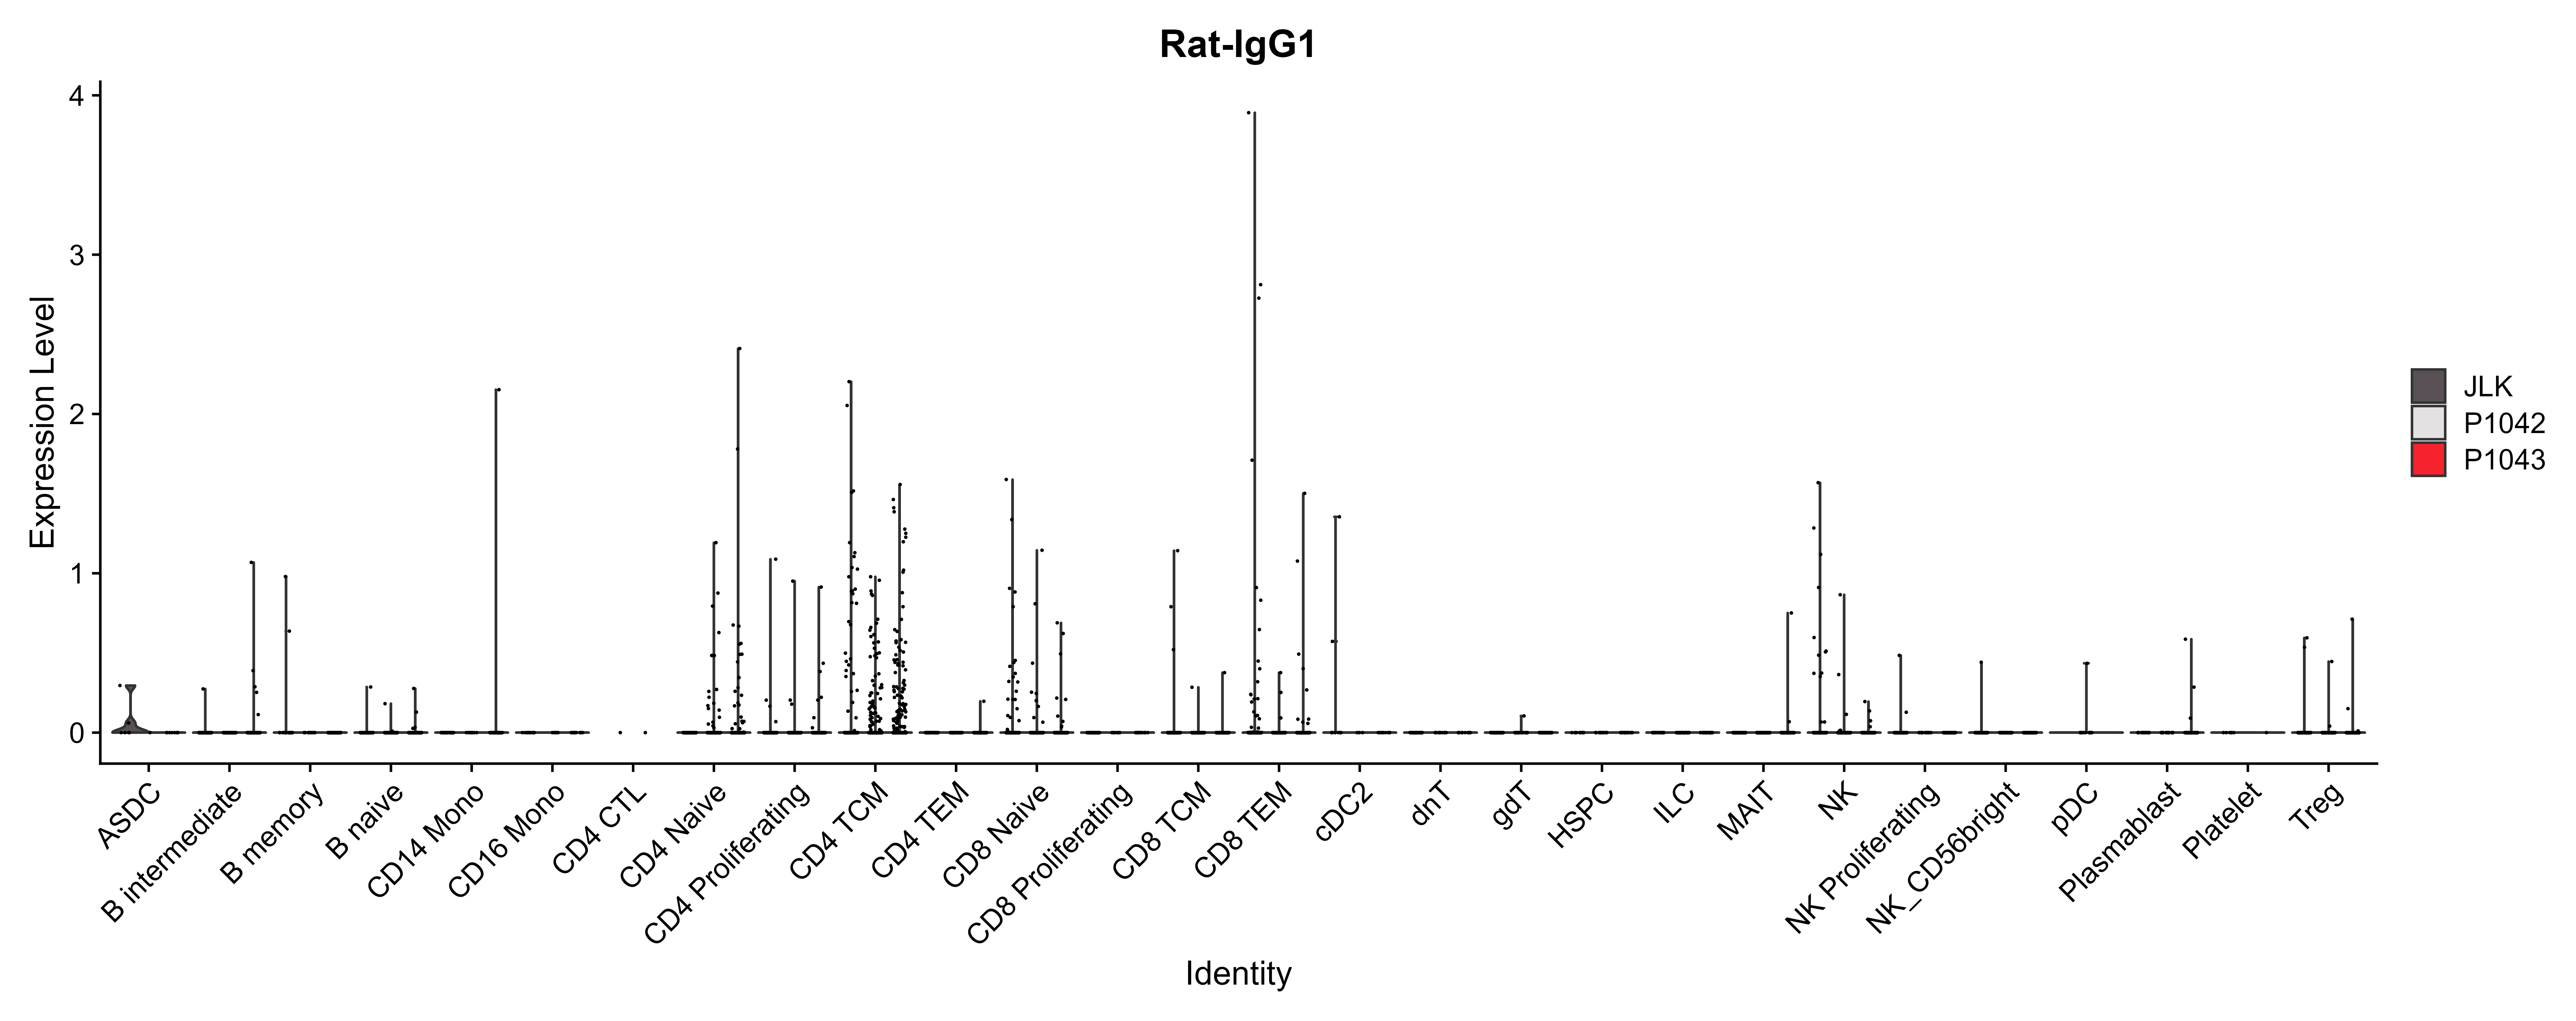 Rat-IgG1
Expression Level
4
3
2
1
0
JLK
P1042
P1043
ASDC
B intermediate
B memory
B naive
CD14 Mono
CD16 Mono
CD4 CTL
CD4 Naive
CD4 Proliferating
CD4 TCM
CD4 TEM
CD8 Naive
CD8 Proliferating
CD8 TCM
CD8 TEM
cDC2
dnT
gdT
HSPC
ILC
MAIT
NK
NK Proliferating
NK_CD56bright
pDC
Plasmablast
Platelet
Treg
Identity